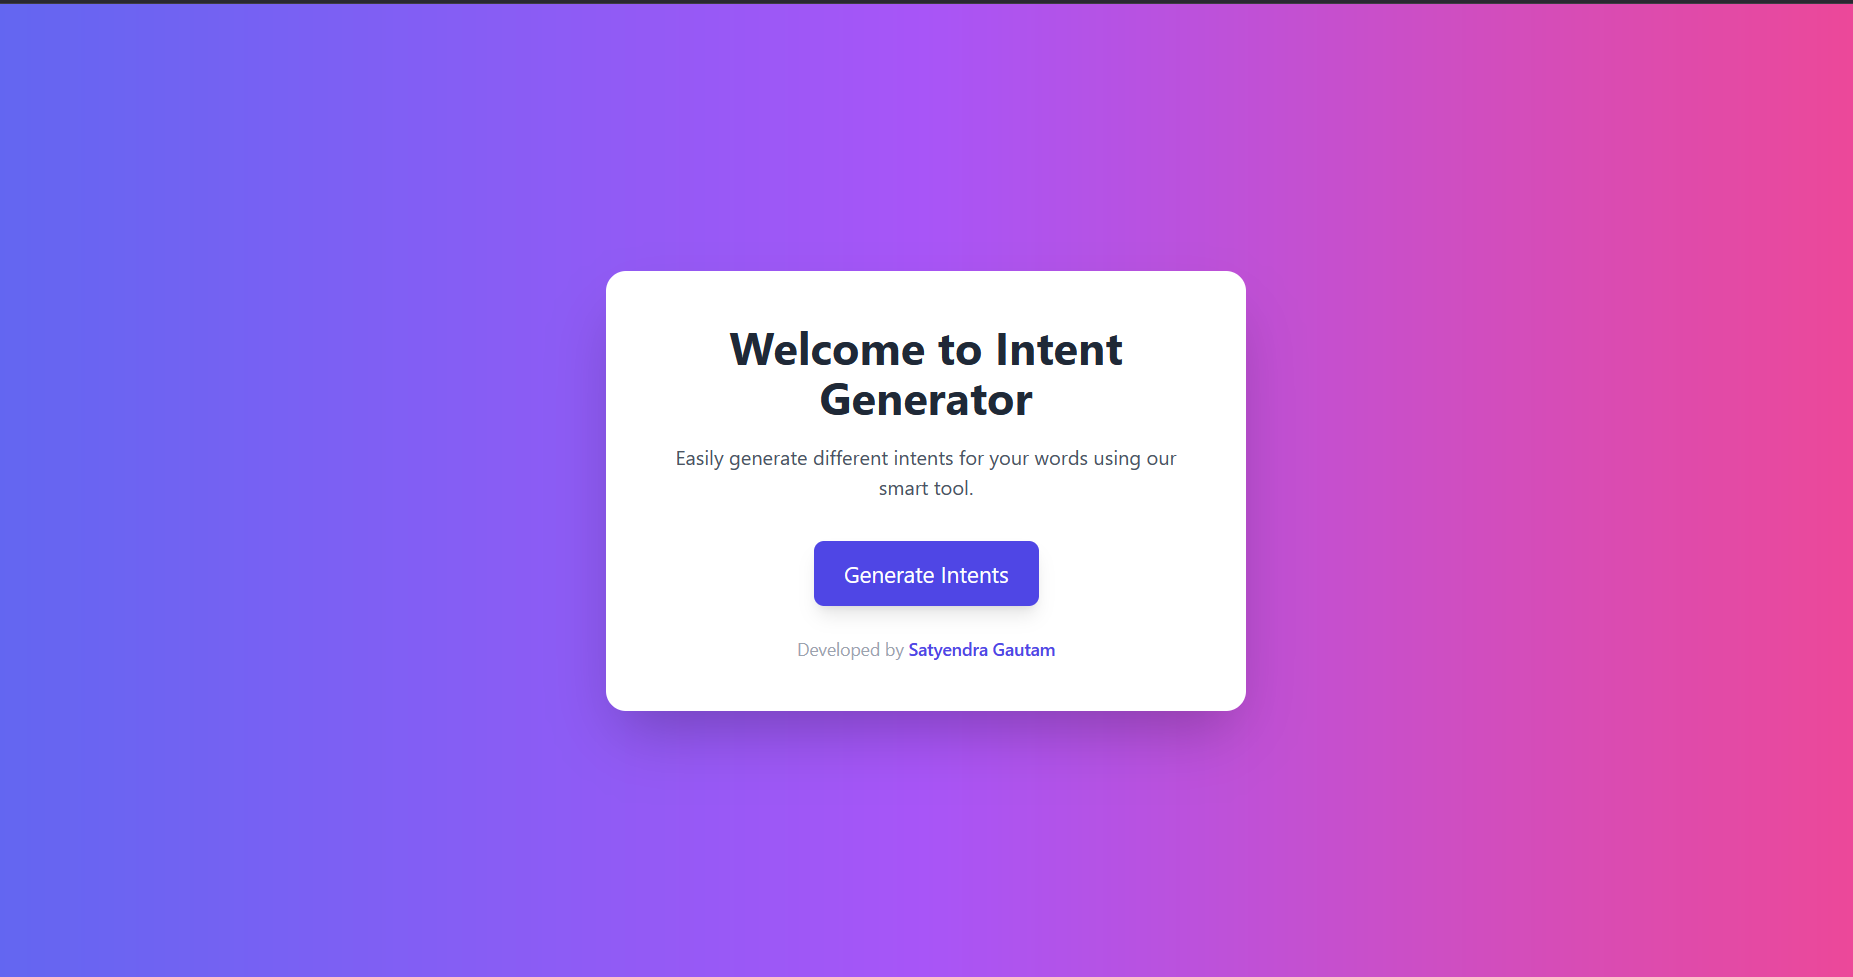 Welcome to Intent
Generator
Easily generate different intents for your words using our
smart tool.
Generate Intents
Developed by Satyendra Gautam